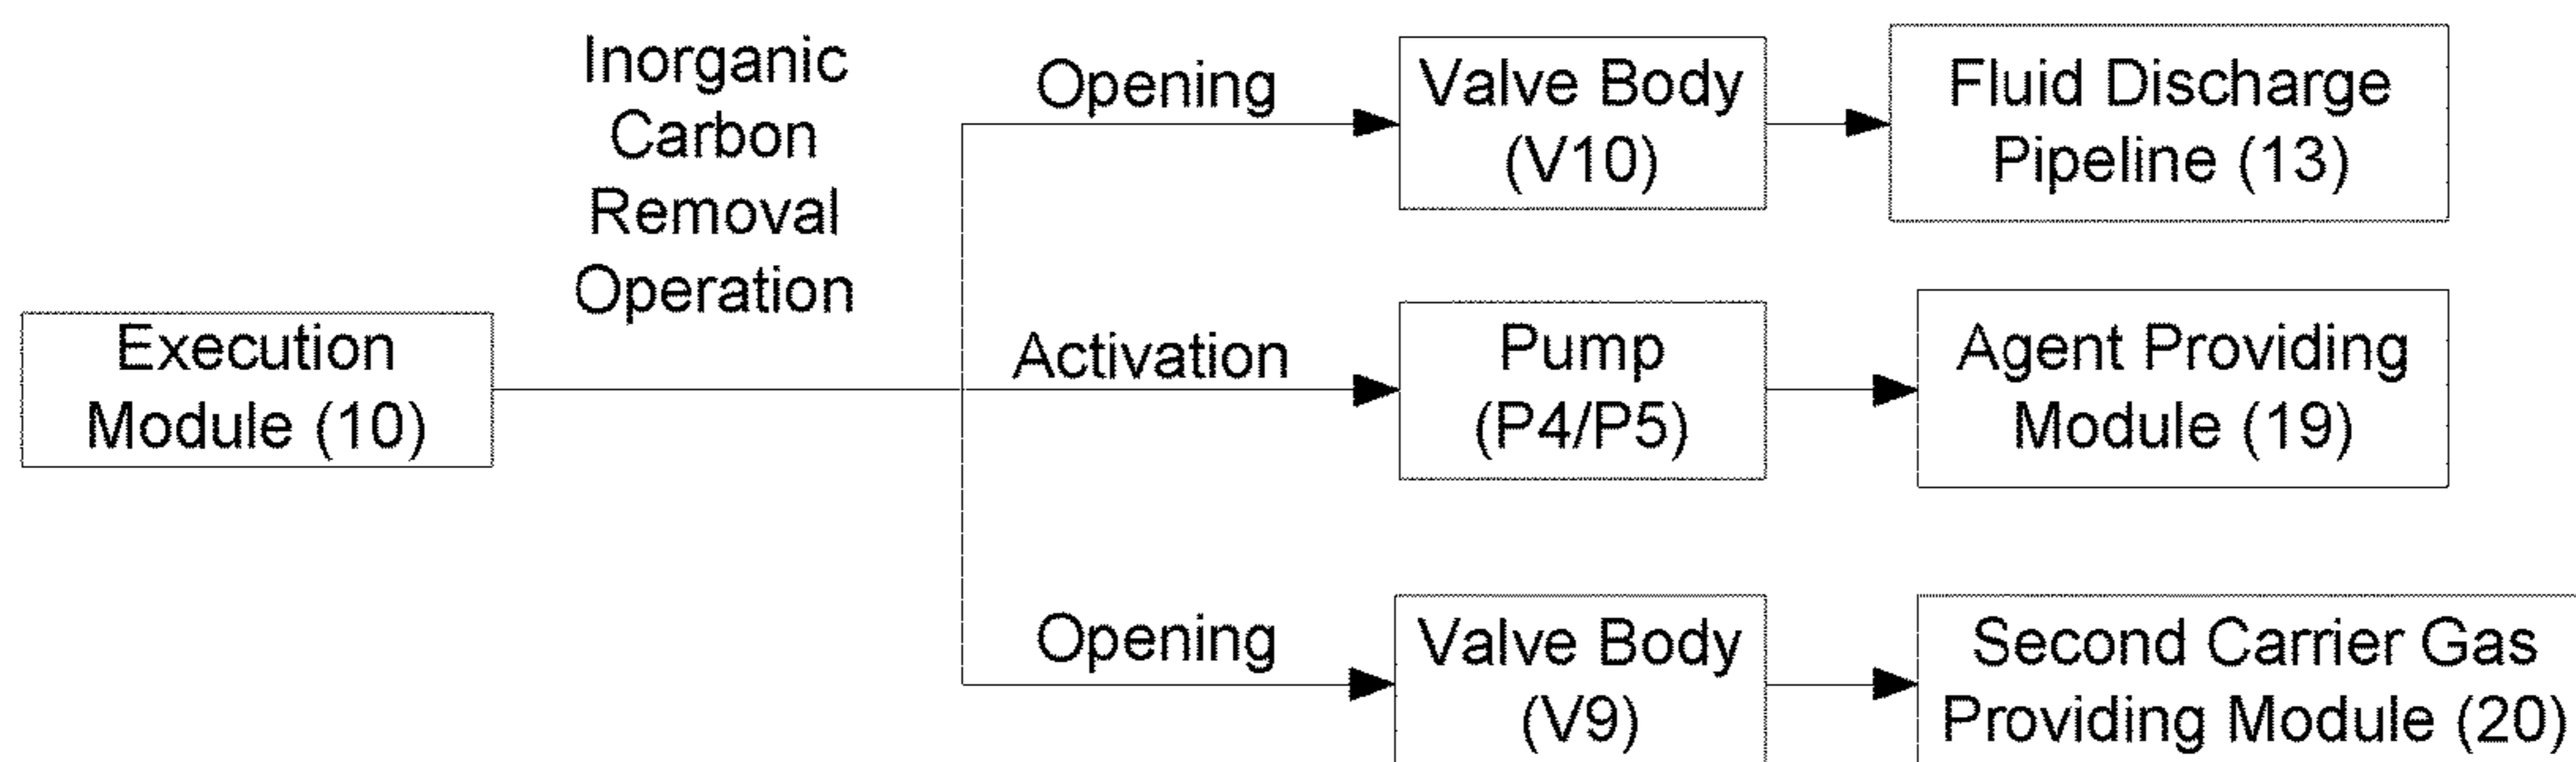 Execution
Module (10)
Inorganic
Carbon
Removal
Operation
Opening
Valve Body
(V10)
Fluid Discharge
Pipeline (13)
Activation
Pump
(P4/P5)
Agent Providing
Module (19)
Opening
Valve Body
(V9)
Second Carrier Gas
Providing Module (20)